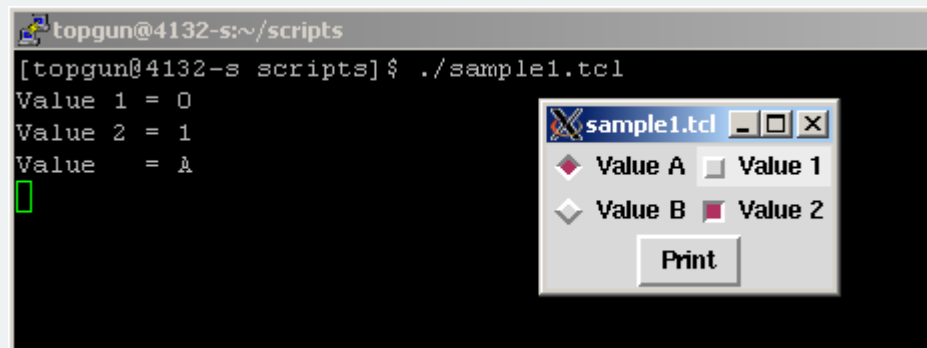 topgun@4132-s:~/scripts
[topgun@4132-s scripts]$ ./sample1.tcl
Value 1 = 0
Value 2 = 1
Value   = A
sample1.tcl
Value A Value 1
Value B Value 2
Print